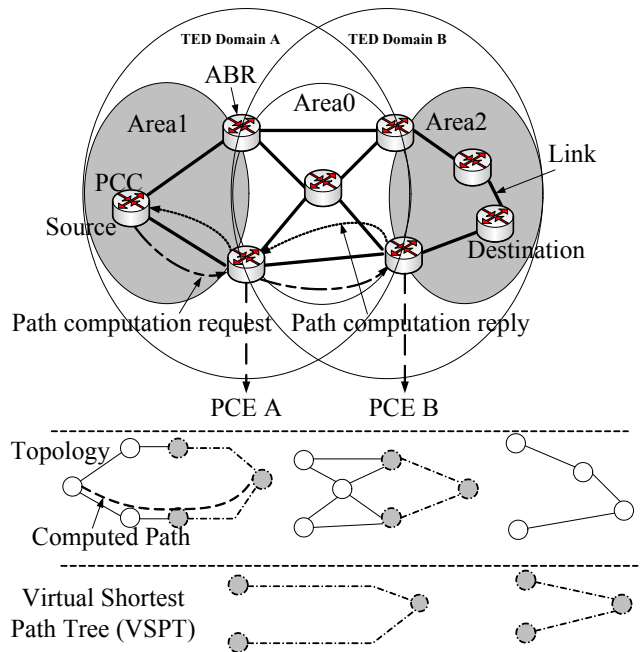 TED Domain A
TED Domain B
ABR
Area0
Area1
Area2
Link
PCC
Source
Destination
Path computation request
Path computation reply
PCE A
PCE B
Topology
Computed Path
Virtual Shortest
Path Tree (VSPT)